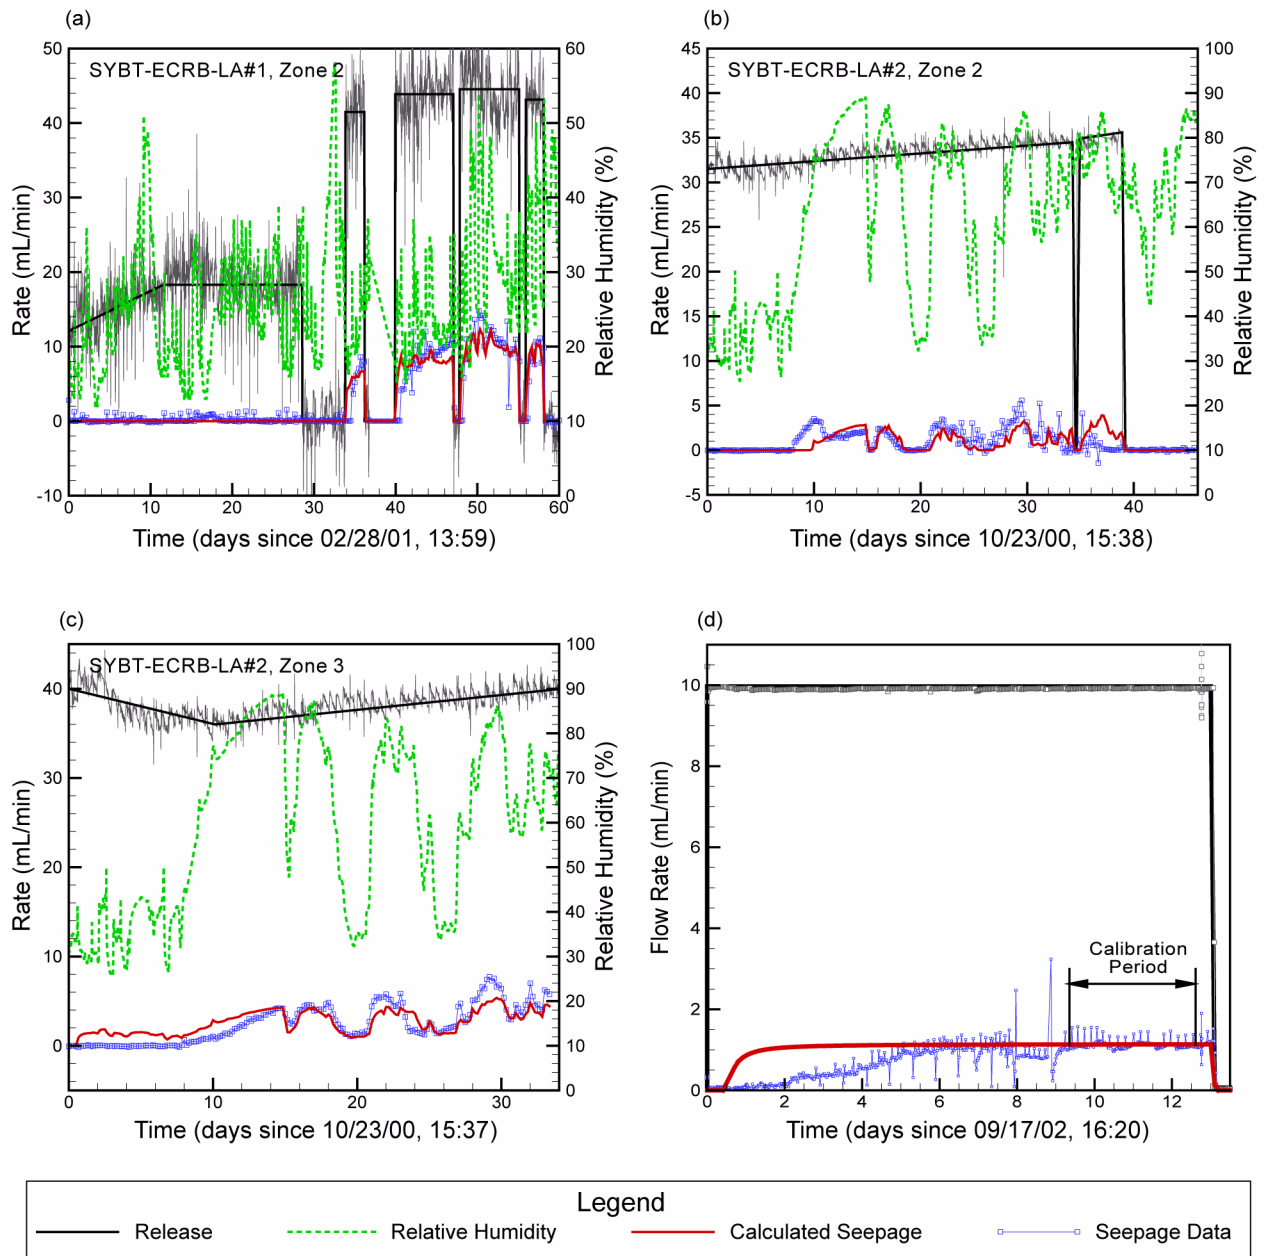 (a)
SYBT-ECRB-LA#1, Zone 2
50
40
30
20
10
0
-10
Rate (mL/min)
60
50
40
30
20
10
0
Relative Humidity (%)
0 10 20 30 40 50 60
Time (days since 02/28/01, 13:59)
(b)
SYBT-ECRB-LA#2, Zone 2
45
40
35
30
25
20
15
10
5
0
-5
Rate (mL/min)
100
90
80
70
60
50
40
30
20
10
0
Relative Humidity (%)
0 10 20 30 40
Time (days since 10/23/00, 15:38)
(c)
SYBT-ECRB-LA#2, Zone 3
40
30
20
10
0
Rate (mL/min)
100
90
80
70
60
50
40
30
20
10
0
Relative Humidity (%)
0 10 20 30
Time (days since 10/23/00, 15:37)
(d)
10
8
6
4
2
0
Flow Rate (mL/min)
Calibration
Period
0 2 4 6 8 10 12
Time (days since 09/17/02, 16:20)
Legend
Release
Relative Humidity
Calculated Seepage
Seepage Data